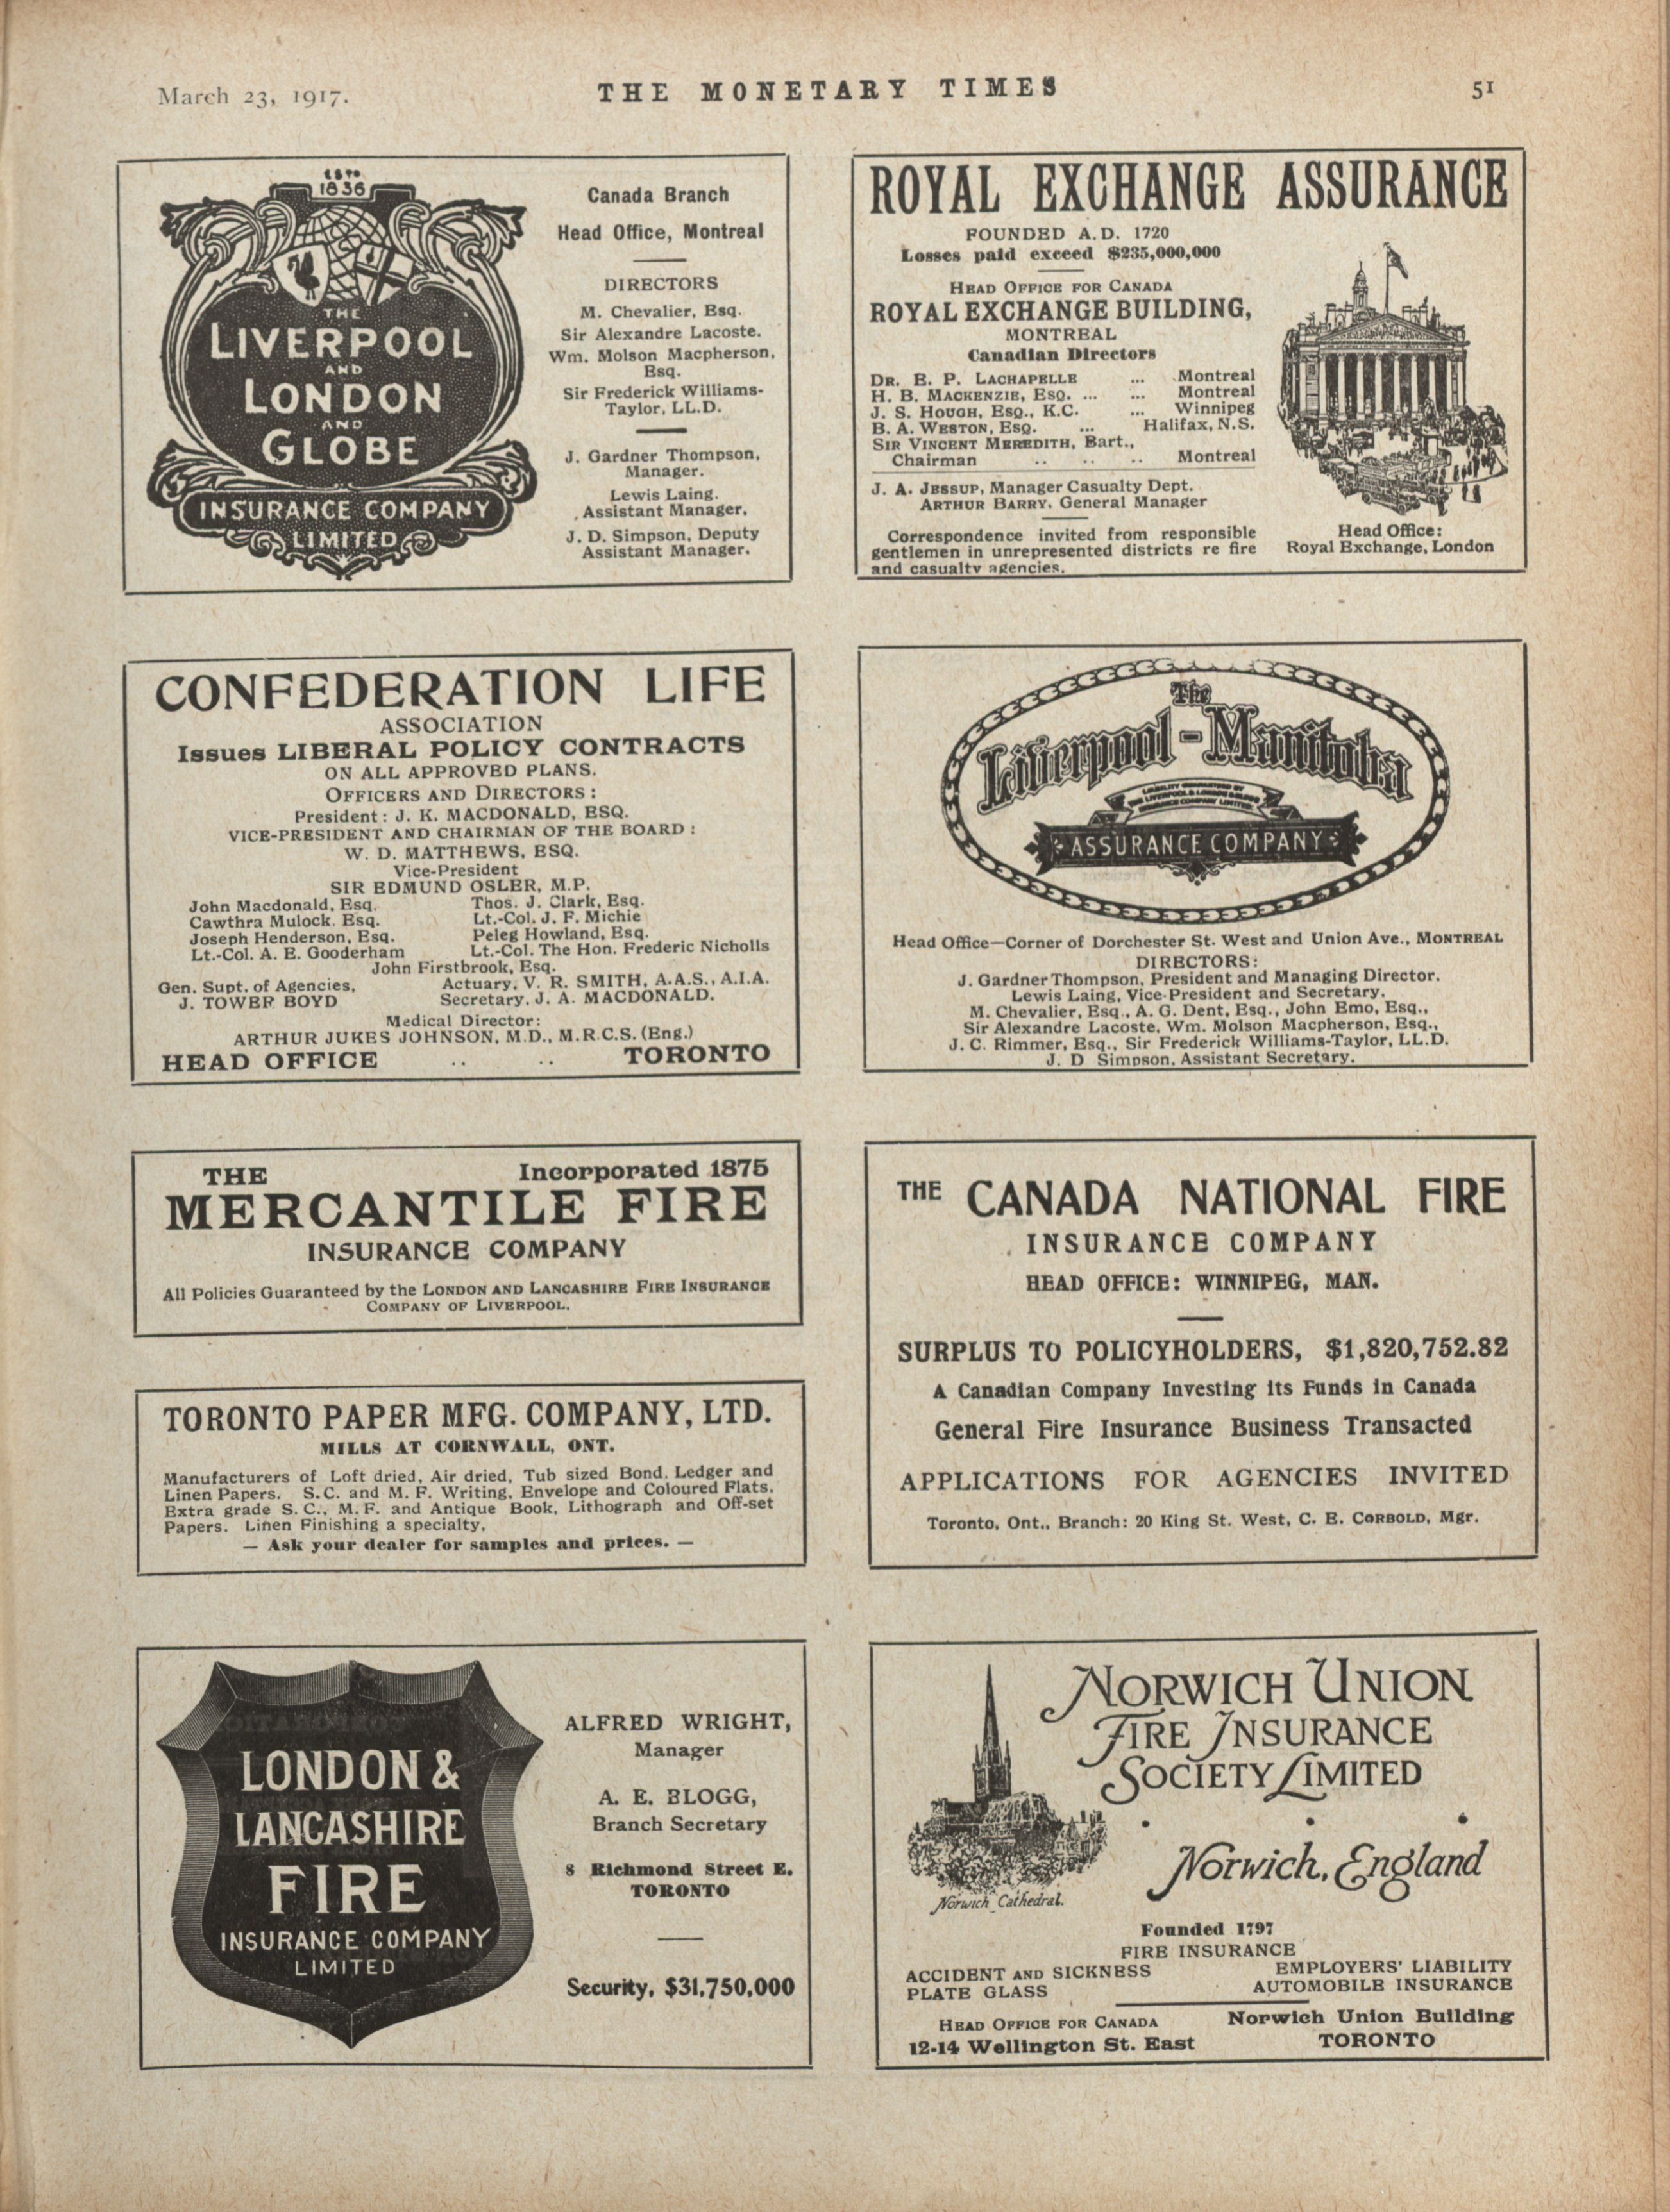 March 23, 1917.
THE MONETARY TIMES
51
1836
THE
LIVERPOOL
AND
LONDON
AND
GLOBE
INSURANCE COMPANY
LIMITED
Canada Branch
Head Office, Montreal
DIRECTORS
M. Chevalier, Esq.
Sir Alexandre Lacoste.
Wm. Molson Macpherson,
Esq.
Sir Frederick Williams-
Taylor, LL.D.
J. Gardner Thompson,
Manager.
Lewis Laing.
Assistant Manager.
J. D. Simpson, Deputy
Assistant Manager.
ROYAL EXCHANGE ASSURANCE
FOUNDED A.D. 1720
Losses paid exceed $235,000,000
HEAD OFFICE FOR CANADA
ROYAL EXCHANGE BUILDING,
MONTREAL
Canadian Directors
DR. E. P. LACHAPELLE ... Montreal
H. B. MACKENZIE, ESQ. ... ... Montreal
J. S. HOUGH, ESQ., K.C. ... Winnipeg
B. A. WESTON, ESQ. ... Halifax, N.S.
SIR VINCENT MEREDITH, Bart.,
Chairman .. .. .. Montreal
J. A. JESSUP, Manager Casualty Dept.
ARTHUR BARRY, General Manager
Correspondence invited from responsible
gentlemen in unrepresented districts re fire
and casualty agencies.
Head Office:
Royal Exchange, London
CONFEDERATION LIFE
ASSOCIATION
Issues LIBERAL POLICY CONTRACTS
ON ALL APPROVED PLANS.
OFFICERS AND DIRECTORS :
President : J. K. MACDONALD, ESQ.
VICE-PRESIDENT AND CHAIRMAN OF THE BOARD :
W. D. MATTHEWS, ESQ.
Vice-President
SIR EDMUND OSLER, M.P.
John Macdonald, Esq. Thos. J. Clark, Esq.
Cawthra Mulock, Esq. Lt.-Col. J. F. Michie
Joseph Henderson, Esq. Peleg Howland, Esq.
Lt.-Col. A. E. Gooderham Lt.-Col. The Hon. Frederic Nicholls
John Firstbrook, Esq.
Gen. Supt. of Agencies, Actuary, V. R. SMITH, A.A.S., A.I.A.
J. TOWER BOYD Secretary, J. A. MACDONALD.
Medical Director:
ARTHUR JUKES JOHNSON, M.D., M.R.C.S. (Eng.)
HEAD OFFICE .. .. TORONTO
The
Liverpool-Manitoba
LIABILITY GUARANTEED BY
THE LIVERPOOL & LONDON & GLOBE
INSURANCE COMPANY LIMITED
ASSURANCE COMPANY
Head Office—Corner of Dorchester St. West and Union Ave., MONTREAL
DIRECTORS:
J. Gardner Thompson, President and Managing Director.
Lewis Laing, Vice-President and Secretary.
M. Chevalier, Esq., A. G. Dent, Esq., John Emo, Esq.,
Sir Alexandre Lacoste, Wm. Molson Macpherson, Esq.,
J. C. Rimmer, Esq., Sir Frederick Williams-Taylor, LL.D.
J. D Simpson, Assistant Secretary.
THE Incorporated 1875
MERCANTILE FIRE
INSURANCE COMPANY
All Policies Guaranteed by the LONDON AND LANCASHIRE FIRE INSURANCE
COMPANY OF LIVERPOOL.
THE CANADA NATIONAL FIRE
INSURANCE COMPANY
HEAD OFFICE: WINNIPEG, MAN.
SURPLUS TO POLICYHOLDERS, $1,820,752.82
A Canadian Company Investing its Funds in Canada
General Fire Insurance Business Transacted
APPLICATIONS FOR AGENCIES INVITED
Toronto, Ont., Branch: 20 King St. West, C. E. CORBOLD, Mgr.
TORONTO PAPER MFG. COMPANY, LTD.
MILLS AT CORNWALL, ONT.
Manufacturers of Loft dried, Air dried, Tub sized Bond, Ledger and
Linen Papers. S.C. and M. F. Writing, Envelope and Coloured Flats.
Extra grade S. C., M. F. and Antique Book, Lithograph and Off-set
Papers. Linen Finishing a specialty.
— Ask your dealer for samples and prices. —
LONDON &
LANCASHIRE
FIRE
INSURANCE COMPANY
LIMITED
ALFRED WRIGHT,
Manager
A. E. BLOGG,
Branch Secretary
8 Richmond Street E.
TORONTO
Security, $31,750,000
NORWICH UNION
FIRE INSURANCE
SOCIETY LIMITED
Norwich, England
Norwich Cathedral.
Founded 1797
FIRE INSURANCE
ACCIDENT AND SICKNESS EMPLOYERS' LIABILITY
PLATE GLASS AUTOMOBILE INSURANCE
HEAD OFFICE FOR CANADA Norwich Union Building
12-14 Wellington St. East TORONTO